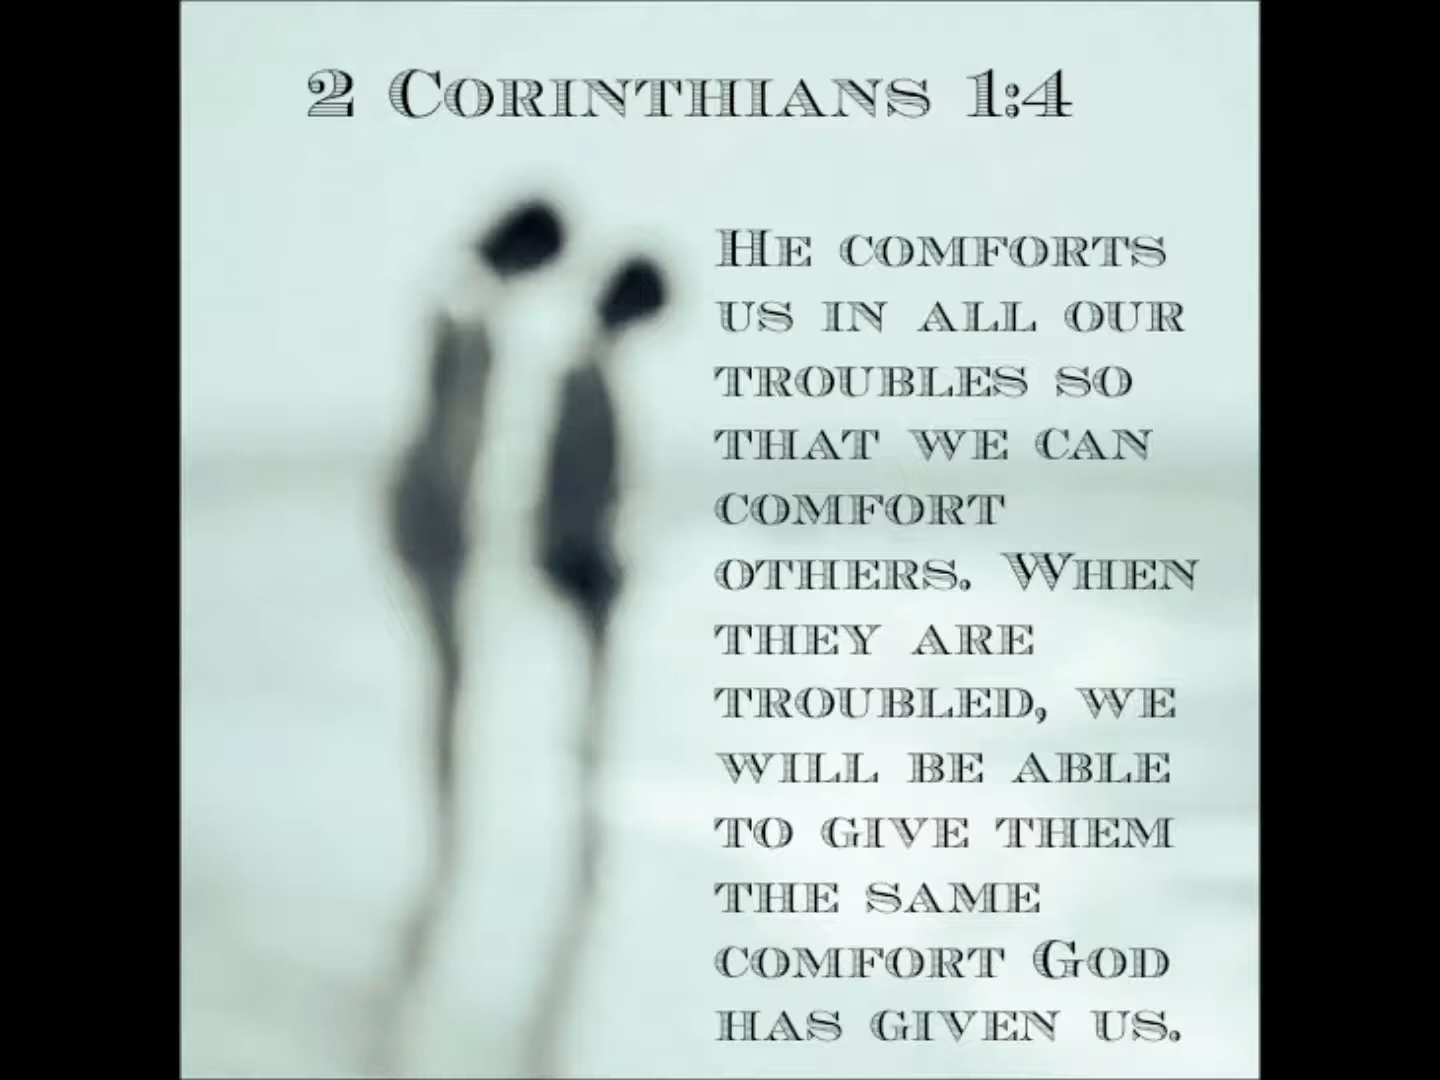 2 Corinthians 1:4
He comforts
us in all our
troubles so
that we can
comfort
others. When
they are
troubled, we
will be able
to give them
the same
comfort God
has given us.